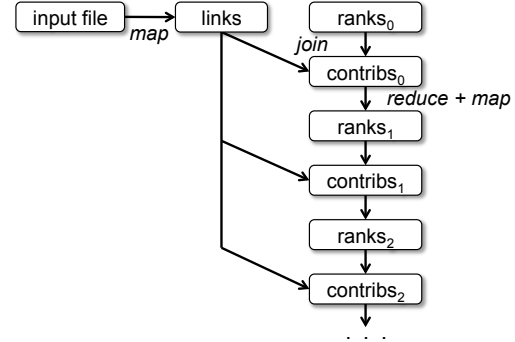 input file
map
links
join
ranks₀
contribs₀
reduce + map
ranks₁
contribs₁
ranks₂
contribs₂
. . .